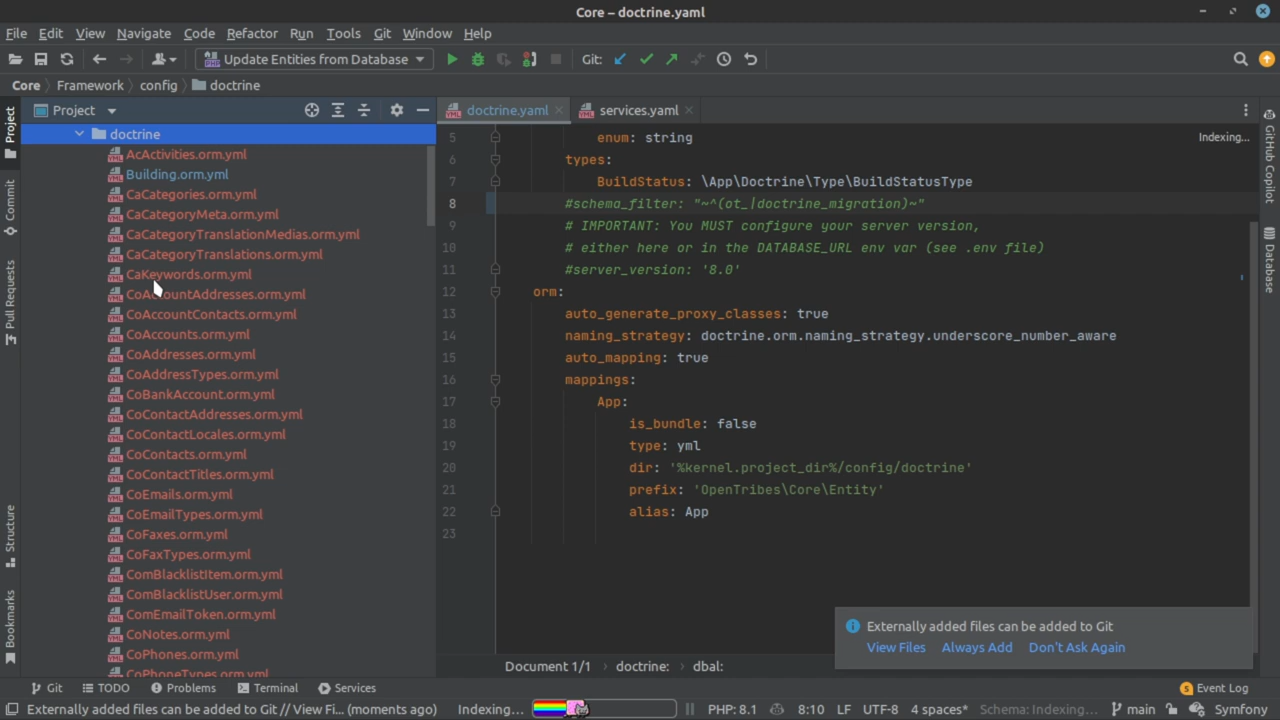 Core – doctrine.yaml
File Edit View Navigate Code Refactor Run Tools Git Window Help
Update Entities from Database Git:
Core Framework config doctrine
Project doctrine.yaml services.yaml
Project
Commit
Pull Requests
Structure
Bookmarks
doctrine
AcActivities.orm.yml
Building.orm.yml
CaCategories.orm.yml
CaCategoryMeta.orm.yml
CaCategoryTranslationMedias.orm.yml
CaCategoryTranslations.orm.yml
CaKeywords.orm.yml
CoAccountAddresses.orm.yml
CoAccountContacts.orm.yml
CoAccounts.orm.yml
CoAddresses.orm.yml
CoAddressTypes.orm.yml
CoBankAccount.orm.yml
CoContactAddresses.orm.yml
CoContactLocales.orm.yml
CoContacts.orm.yml
CoContactTitles.orm.yml
CoEmails.orm.yml
CoEmailTypes.orm.yml
CoFaxes.orm.yml
CoFaxTypes.orm.yml
ComBlacklistItem.orm.yml
ComBlacklistUser.orm.yml
ComEmailToken.orm.yml
CoNotes.orm.yml
CoPhones.orm.yml
CoPhoneTypes.orm.yml
5 enum: string
6 types:
7 BuildStatus: \App\Doctrine\Type\BuildStatusType
8 #schema_filter: "~^(ot_|doctrine_migration)~"
9 # IMPORTANT: You MUST configure your server version,
10 # either here or in the DATABASE_URL env var (see .env file)
11 #server_version: '8.0'
12 orm:
13 auto_generate_proxy_classes: true
14 naming_strategy: doctrine.orm.naming_strategy.underscore_number_aware
15 auto_mapping: true
16 mappings:
17 App:
18 is_bundle: false
19 type: yml
20 dir: '%kernel.project_dir%/config/doctrine'
21 prefix: 'OpenTribes\Core\Entity'
22 alias: App
23
Indexing...
GitHub Copilot
Database
Externally added files can be added to Git
View Files Always Add Don't Ask Again
Document 1/1 doctrine: dbal:
Git TODO Problems Terminal Services Event Log
5
Externally added files can be added to Git // View Fi... (moments ago) Indexing... PHP: 8.1 8:10 LF UTF-8 4 spaces* Schema: Indexing... main Symfony